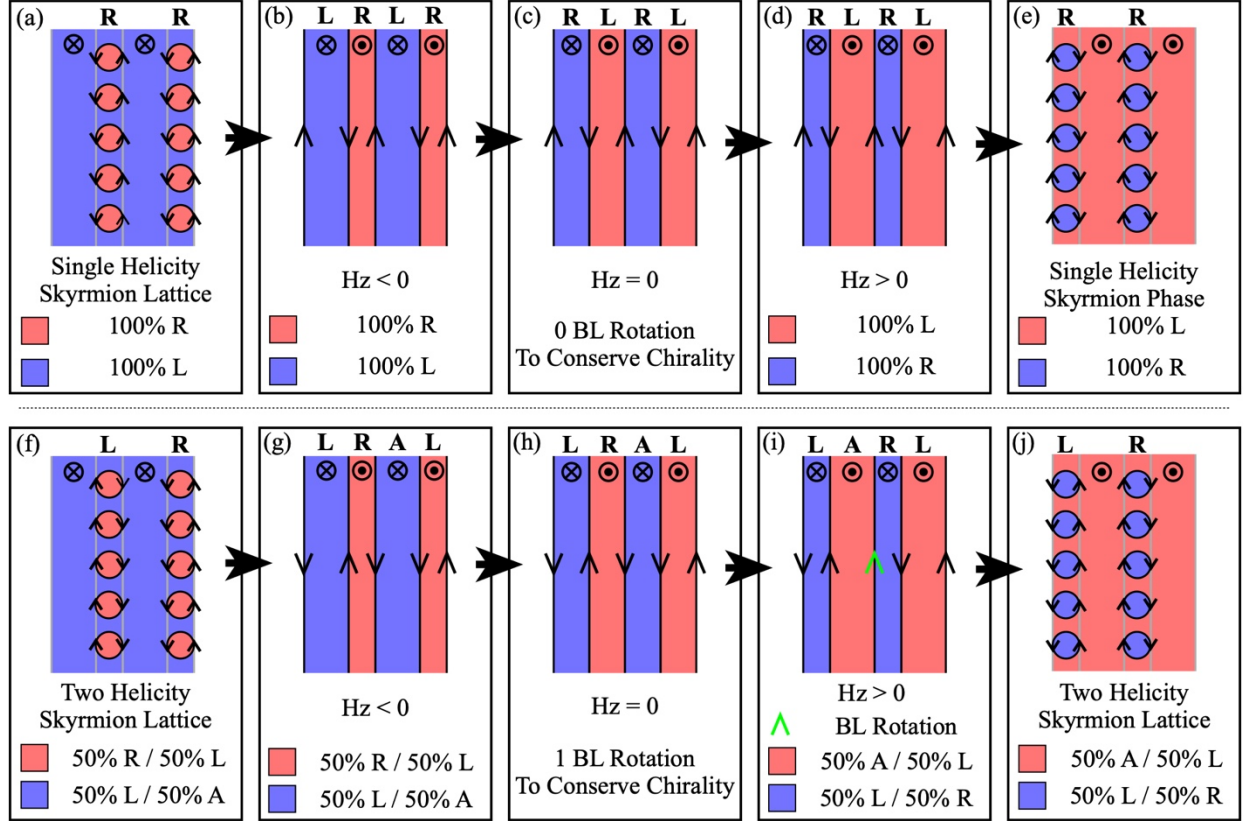 (a) R R
Single Helicity
Skyrmion Lattice
100% R
100% L
(b) L R L R
Hz < 0
100% R
100% L
(c) R L R L
Hz = 0
0 BL Rotation
To Conserve Chirality
(d) R L R L
Hz > 0
100% L
100% R
(e) R R
Single Helicity
Skyrmion Phase
100% L
100% R
(f) L R
Two Helicity
Skyrmion Lattice
50% R / 50% L
50% L / 50% A
(g) L R A L
Hz < 0
50% R / 50% L
50% L / 50% A
(h) L R A L
Hz = 0
1 BL Rotation
To Conserve Chirality
(i) L A R L
Hz > 0
BL Rotation
50% A / 50% L
50% L / 50% R
(j) L R
Two Helicity
Skyrmion Lattice
50% A / 50% L
50% L / 50% R